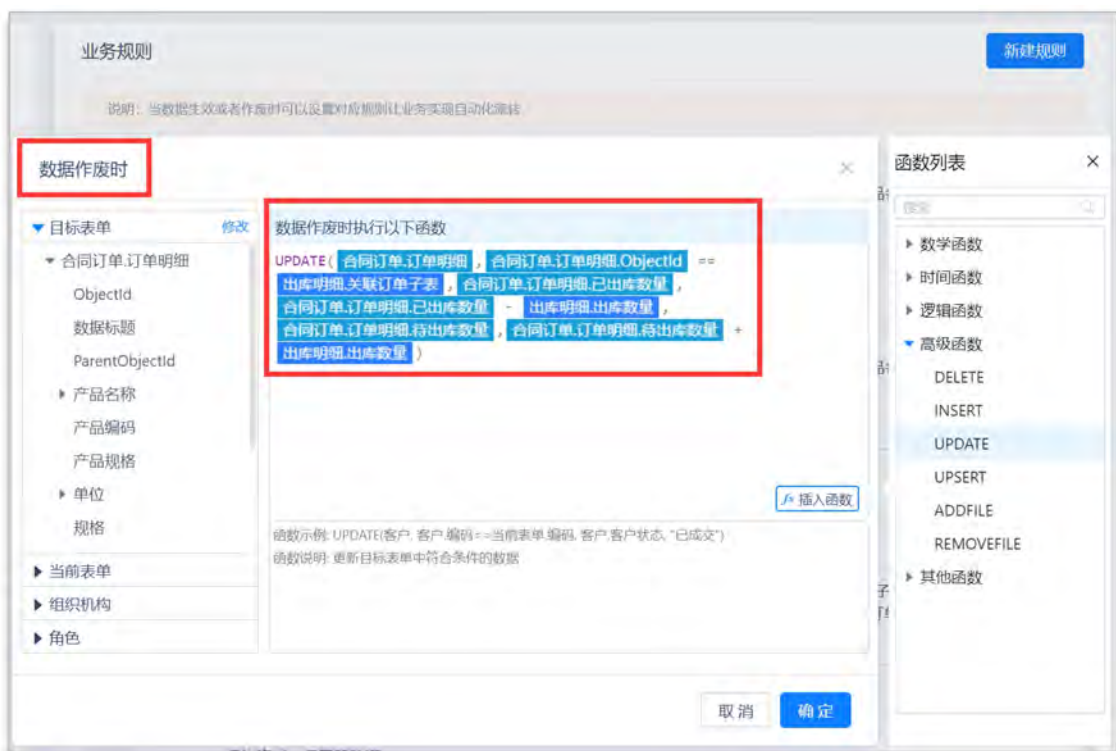 业务规则
新建规则
说明：当数据生效或者作废时可以设置对应规则让业务实现自动化流转
数据作废时
目标表单 修改
合同订单.订单明细
ObjectId
数据标题
ParentObjectId
产品名称
产品编码
产品规格
单位
规格
当前表单
组织机构
角色
数据作废时执行以下函数
UPDATE( 合同订单.订单明细 , 合同订单.订单明细.ObjectId ==
出库明细.关联订单子表 , 合同订单.订单明细.已出库数量 ,
合同订单.订单明细.已出库数量 - 出库明细.出库数量 ,
合同订单.订单明细.待出库数量 , 合同订单.订单明细.待出库数量 +
出库明细.出库数量 )
fx 插入函数
函数示例: UPDATE(客户, 客户.编码==当前表单.编码, 客户.客户状态, "已成交")
函数说明: 更新目标表单中符合条件的数据
取消
确定
函数列表
搜索
数学函数
时间函数
逻辑函数
高级函数
DELETE
INSERT
UPDATE
UPSERT
ADDFILE
REMOVEFILE
其他函数